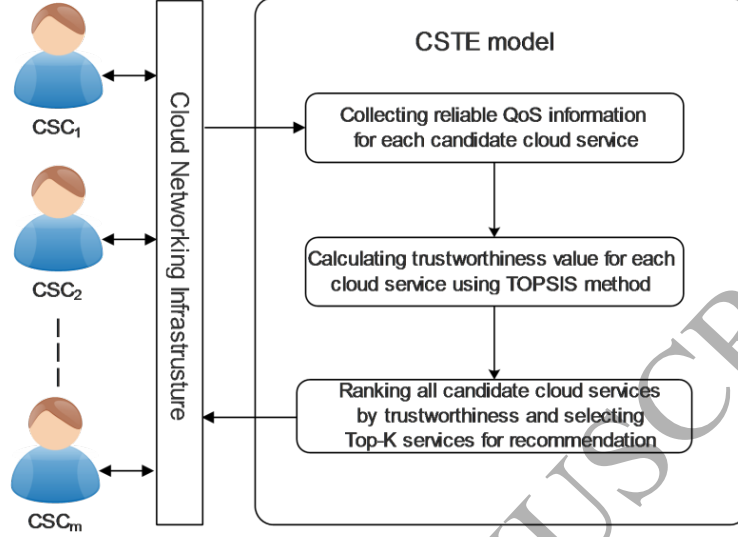 CSTE model
CSC1
Cloud Networking Infrastrusture
Collecting reliable QoS information
for each candidate cloud service
CSC2
Calculating trustworthiness value for each
cloud service using TOPSIS method
CSCm
Ranking all candidate cloud services
by trustworthiness and selecting
Top-K services for recommendation